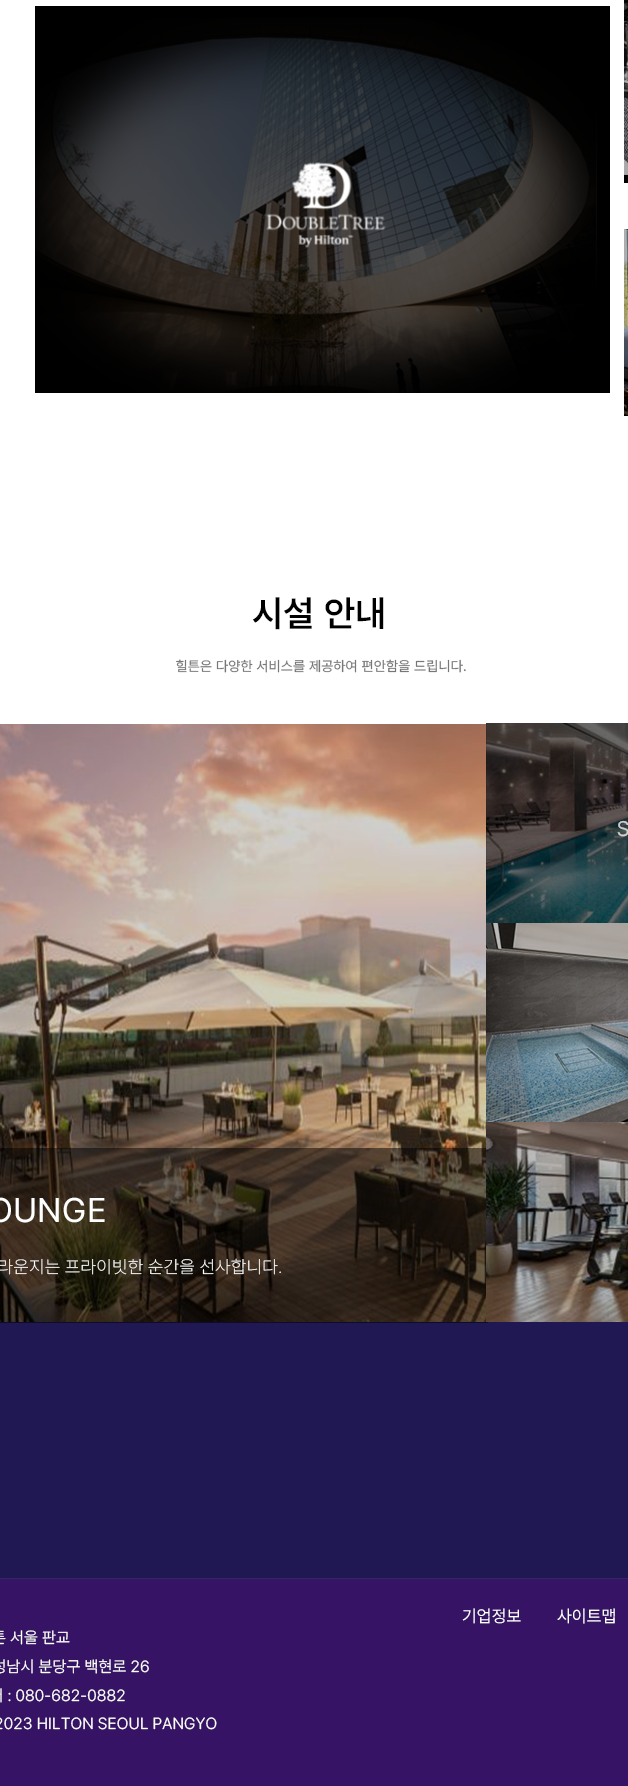 DOUBLETREE
by Hilton™
시설 안내
힐튼은 다양한 서비스를 제공하여 편안함을 드립니다.
S
OUNGE
라운지는 프라이빗한 순간을 선사합니다.
기업정보 사이트맵
튼 서울 판교
성남시 분당구 백현로 26
: 080-682-0882
2023 HILTON SEOUL PANGYO